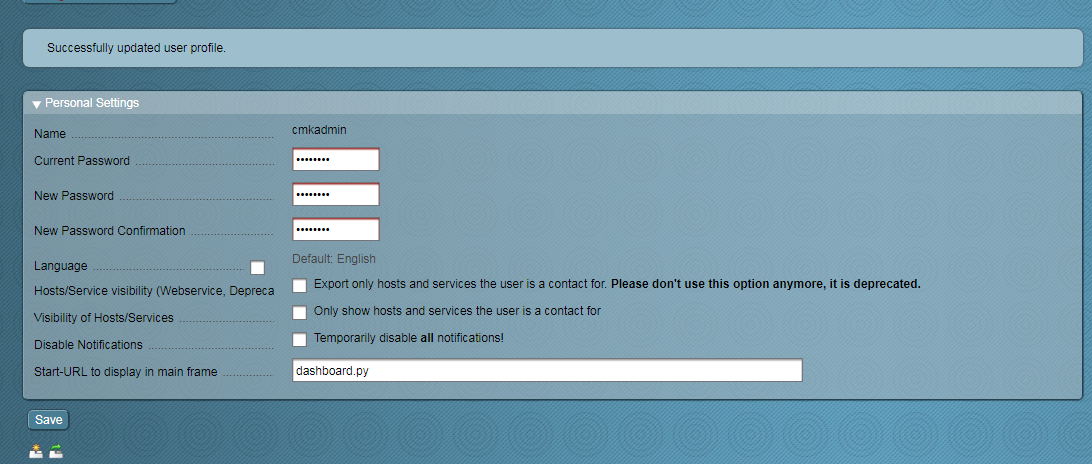 Successfully updated user profile.
Personal Settings
Name cmkadmin
Current Password ••••••••
New Password ••••••••
New Password Confirmation ••••••••
Language Default: English
Hosts/Service visibility (Webservice, Depreca Export only hosts and services the user is a contact for. Please don't use this option anymore, it is deprecated.
Visibility of Hosts/Services Only show hosts and services the user is a contact for
Disable Notifications Temporarily disable all notifications!
Start-URL to display in main frame dashboard.py
Save